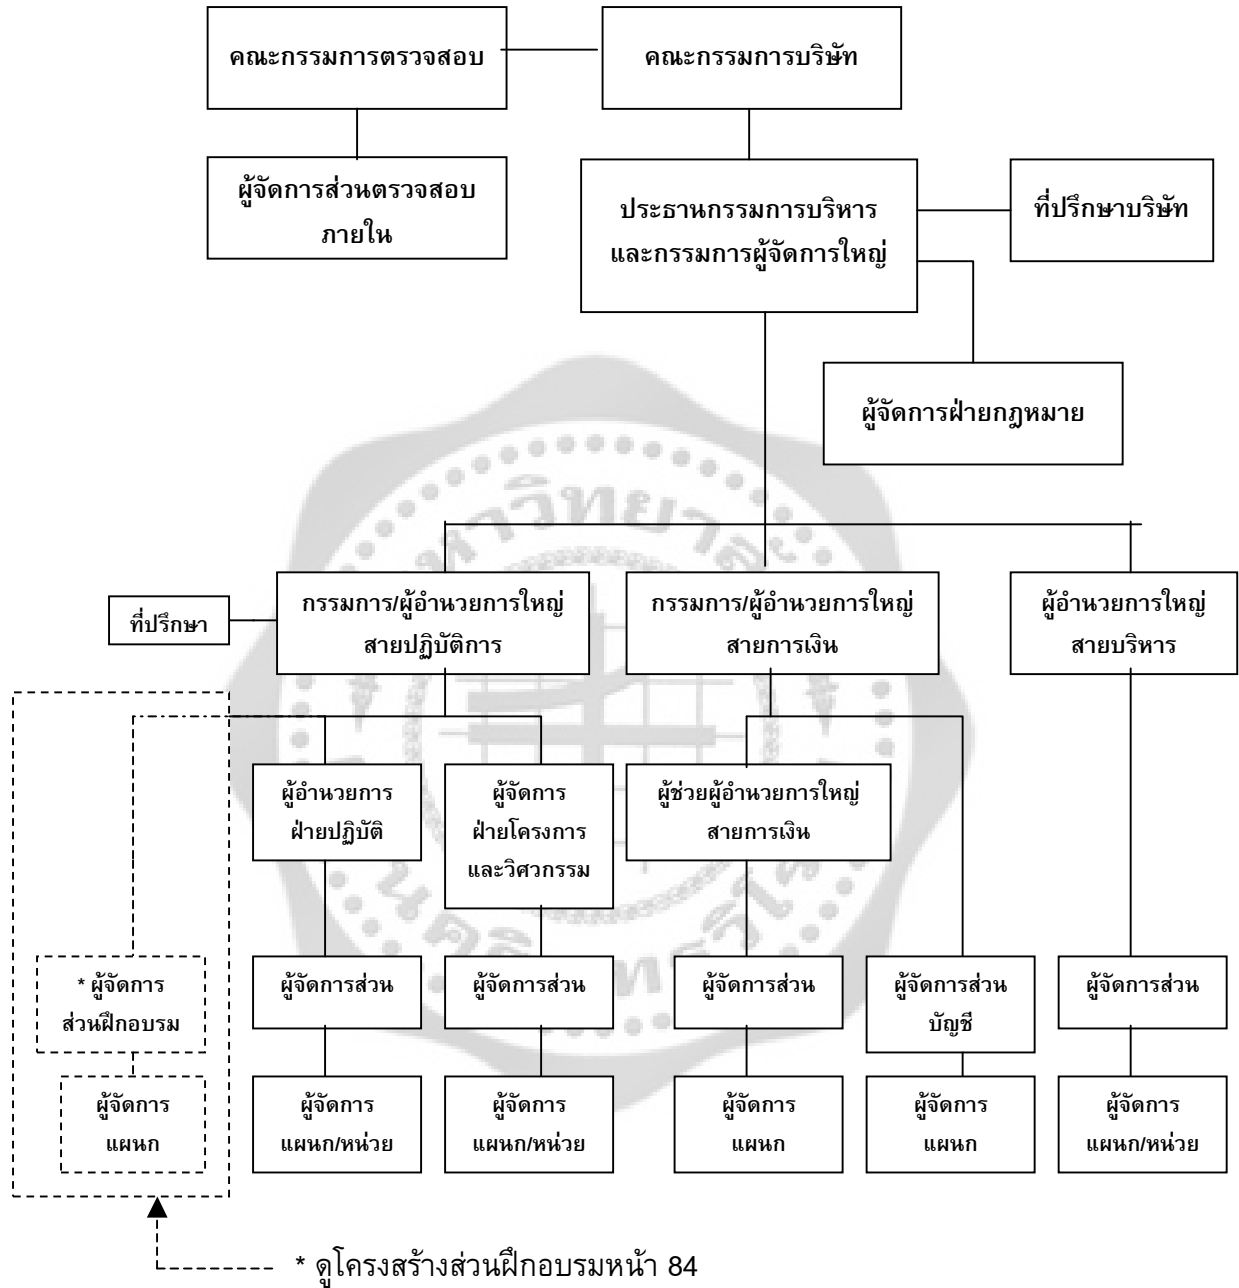 คณะกรรมการตรวจสอบ
คณะกรรมการบริษัท
ผู้จัดการส่วนตรวจสอบ
ภายใน
ประธานกรรมการบริหาร
และกรรมการผู้จัดการใหญ่
ที่ปรึกษาบริษัท
ผู้จัดการฝ่ายกฎหมาย
ที่ปรึกษา
กรรมการ/ผู้อำนวยการใหญ่
สายปฏิบัติการ
กรรมการ/ผู้อำนวยการใหญ่
สายการเงิน
ผู้อำนวยการใหญ่
สายบริหาร
ผู้อำนวยการ
ฝ่ายปฏิบัติ
ผู้จัดการ
ฝ่ายโครงการ
และวิศวกรรม
ผู้ช่วยผู้อำนวยการใหญ่
สายการเงิน
* ผู้จัดการ
ส่วนฝึกอบรม
ผู้จัดการส่วน
ผู้จัดการส่วน
ผู้จัดการส่วน
ผู้จัดการส่วน
บัญชี
ผู้จัดการส่วน
ผู้จัดการ
แผนก
ผู้จัดการ
แผนก/หน่วย
ผู้จัดการ
แผนก/หน่วย
ผู้จัดการ
แผนก
ผู้จัดการ
แผนก
ผู้จัดการ
แผนก/หน่วย
* ดูโครงสร้างส่วนฝึกอบรมหน้า 84